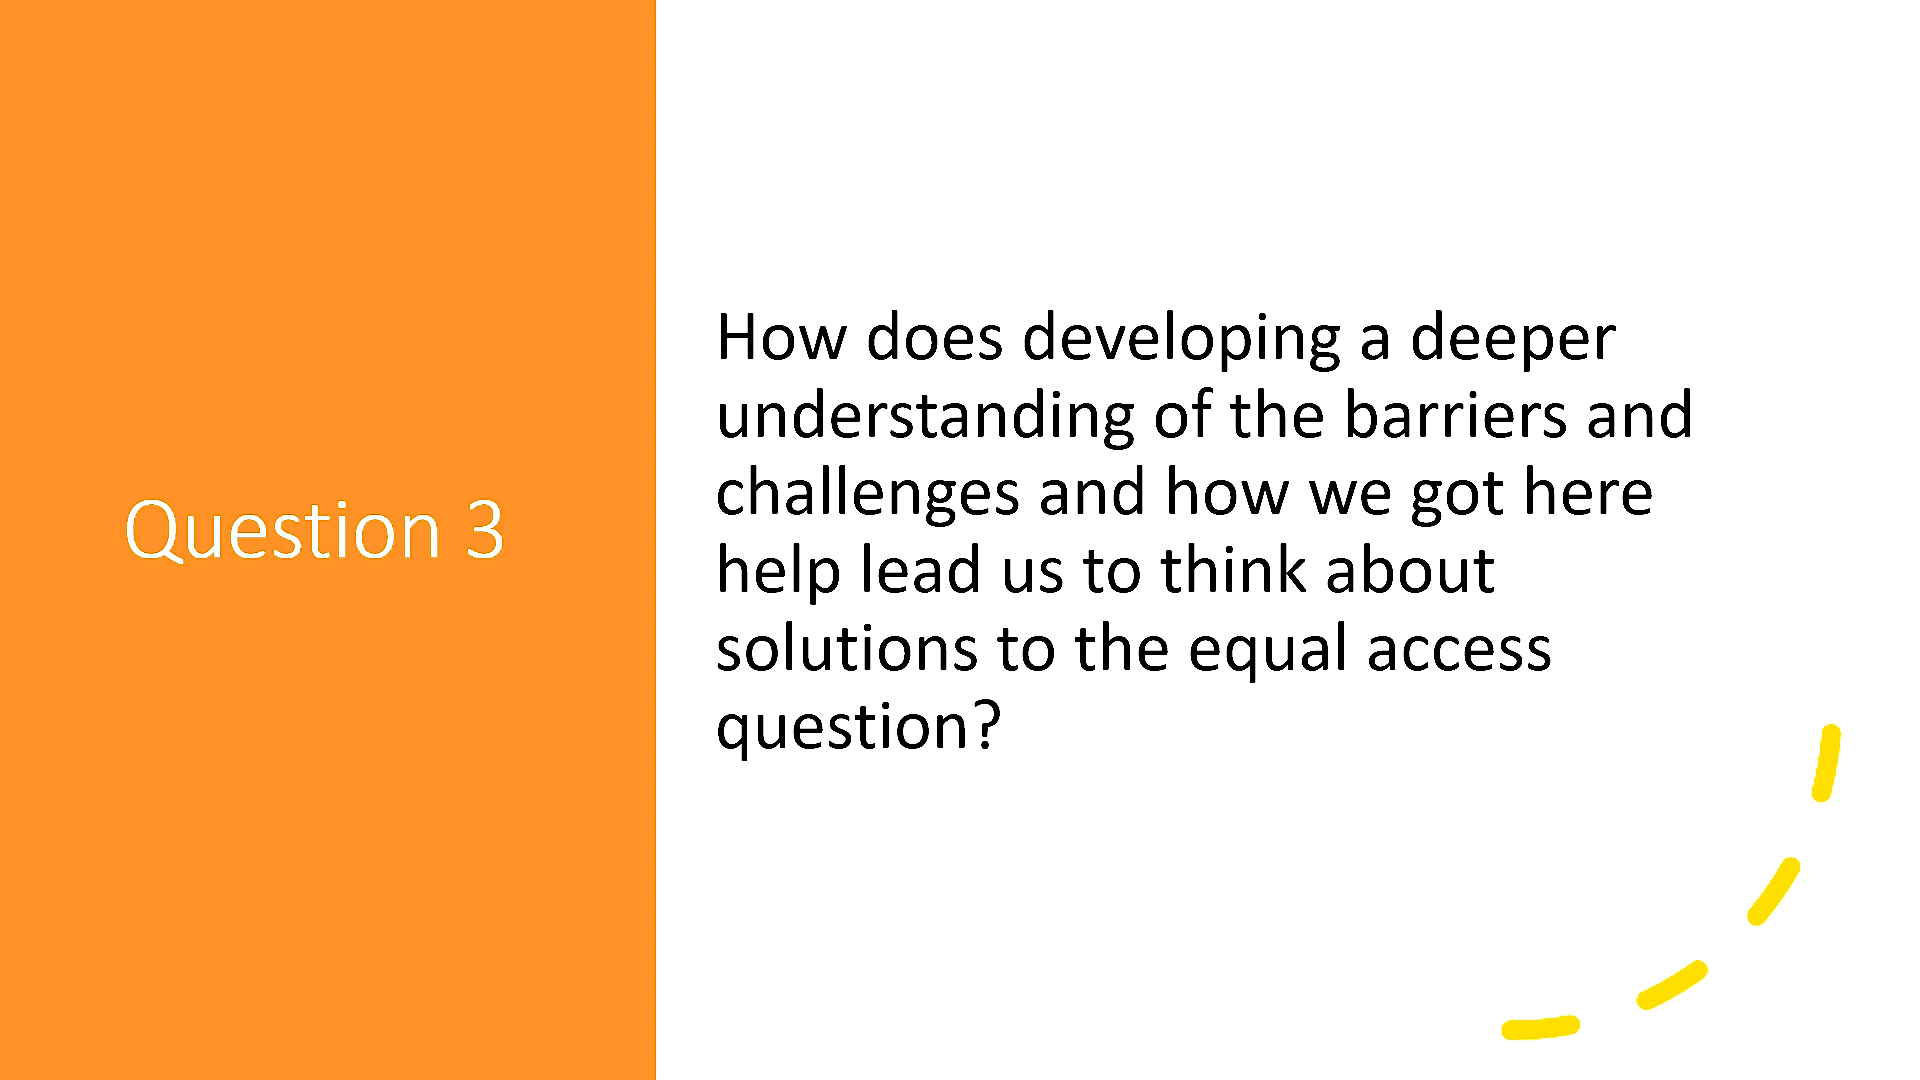 Question 3
How does developing a deeper
understanding of the barriers and
challenges and how we got here
help lead us to think about
solutions to the equal access
question?